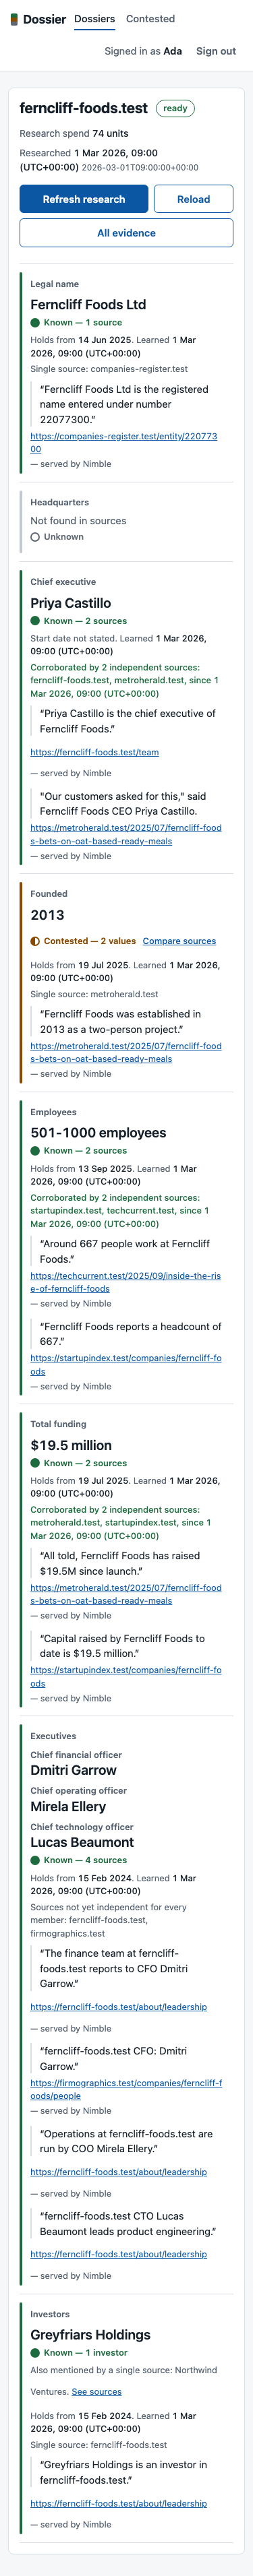 Dossier Dossiers Contested
Signed in as Ada Sign out
ferncliff-foods.test ready
Research spend 74 units
Researched 1 Mar 2026, 09:00
(UTC+00:00) 2026-03-01T09:00:00+00:00
Refresh research Reload
All evidence
Legal name
Ferncliff Foods Ltd
Known — 1 source
Holds from 14 Jun 2025. Learned 1 Mar
2026, 09:00 (UTC+00:00)
Single source: companies-register.test
“Ferncliff Foods Ltd is the registered
name entered under number
22077300.”
https://companies-register.test/entity/220773
00
— served by Nimble
Headquarters
Not found in sources
Unknown
Chief executive
Priya Castillo
Known — 2 sources
Start date not stated. Learned 1 Mar 2026,
09:00 (UTC+00:00)
Corroborated by 2 independent sources:
ferncliff-foods.test, metroherald.test, since 1
Mar 2026, 09:00 (UTC+00:00)
“Priya Castillo is the chief executive of
Ferncliff Foods.”
https://ferncliff-foods.test/team
— served by Nimble
"Our customers asked for this," said
Ferncliff Foods CEO Priya Castillo.
https://metroherald.test/2025/07/ferncliff-food
s-bets-on-oat-based-ready-meals
— served by Nimble
Founded
2013
Contested — 2 values Compare sources
Holds from 19 Jul 2025. Learned 1 Mar 2026,
09:00 (UTC+00:00)
Single source: metroherald.test
“Ferncliff Foods was established in
2013 as a two-person project.”
https://metroherald.test/2025/07/ferncliff-food
s-bets-on-oat-based-ready-meals
— served by Nimble
Employees
501-1000 employees
Known — 2 sources
Holds from 13 Sep 2025. Learned 1 Mar
2026, 09:00 (UTC+00:00)
Corroborated by 2 independent sources:
startupindex.test, techcurrent.test, since 1
Mar 2026, 09:00 (UTC+00:00)
“Around 667 people work at Ferncliff
Foods.”
https://techcurrent.test/2025/09/inside-the-ris
e-of-ferncliff-foods
— served by Nimble
“Ferncliff Foods reports a headcount of
667.”
https://startupindex.test/companies/ferncliff-fo
ods
— served by Nimble
Total funding
$19.5 million
Known — 2 sources
Holds from 19 Jul 2025. Learned 1 Mar 2026,
09:00 (UTC+00:00)
Corroborated by 2 independent sources:
metroherald.test, startupindex.test, since 1
Mar 2026, 09:00 (UTC+00:00)
“All told, Ferncliff Foods has raised
$19.5M since launch.”
https://metroherald.test/2025/07/ferncliff-food
s-bets-on-oat-based-ready-meals
— served by Nimble
“Capital raised by Ferncliff Foods to
date is $19.5 million.”
https://startupindex.test/companies/ferncliff-fo
ods
— served by Nimble
Executives
Chief financial officer
Dmitri Garrow
Chief operating officer
Mirela Ellery
Chief technology officer
Lucas Beaumont
Known — 4 sources
Holds from 15 Feb 2024. Learned 1 Mar
2026, 09:00 (UTC+00:00)
Sources not yet independent for every
member: ferncliff-foods.test,
firmographics.test
“The finance team at ferncliff-
foods.test reports to CFO Dmitri
Garrow.”
https://ferncliff-foods.test/about/leadership
— served by Nimble
“ferncliff-foods.test CFO: Dmitri
Garrow.”
https://firmographics.test/companies/ferncliff-f
oods/people
— served by Nimble
“Operations at ferncliff-foods.test are
run by COO Mirela Ellery.”
https://ferncliff-foods.test/about/leadership
— served by Nimble
“ferncliff-foods.test CTO Lucas
Beaumont leads product engineering.”
https://ferncliff-foods.test/about/leadership
— served by Nimble
Investors
Greyfriars Holdings
Known — 1 investor
Also mentioned by a single source: Northwind
Ventures. See sources
Holds from 15 Feb 2024. Learned 1 Mar
2026, 09:00 (UTC+00:00)
Single source: ferncliff-foods.test
“Greyfriars Holdings is an investor in
ferncliff-foods.test.”
https://ferncliff-foods.test/about/leadership
— served by Nimble